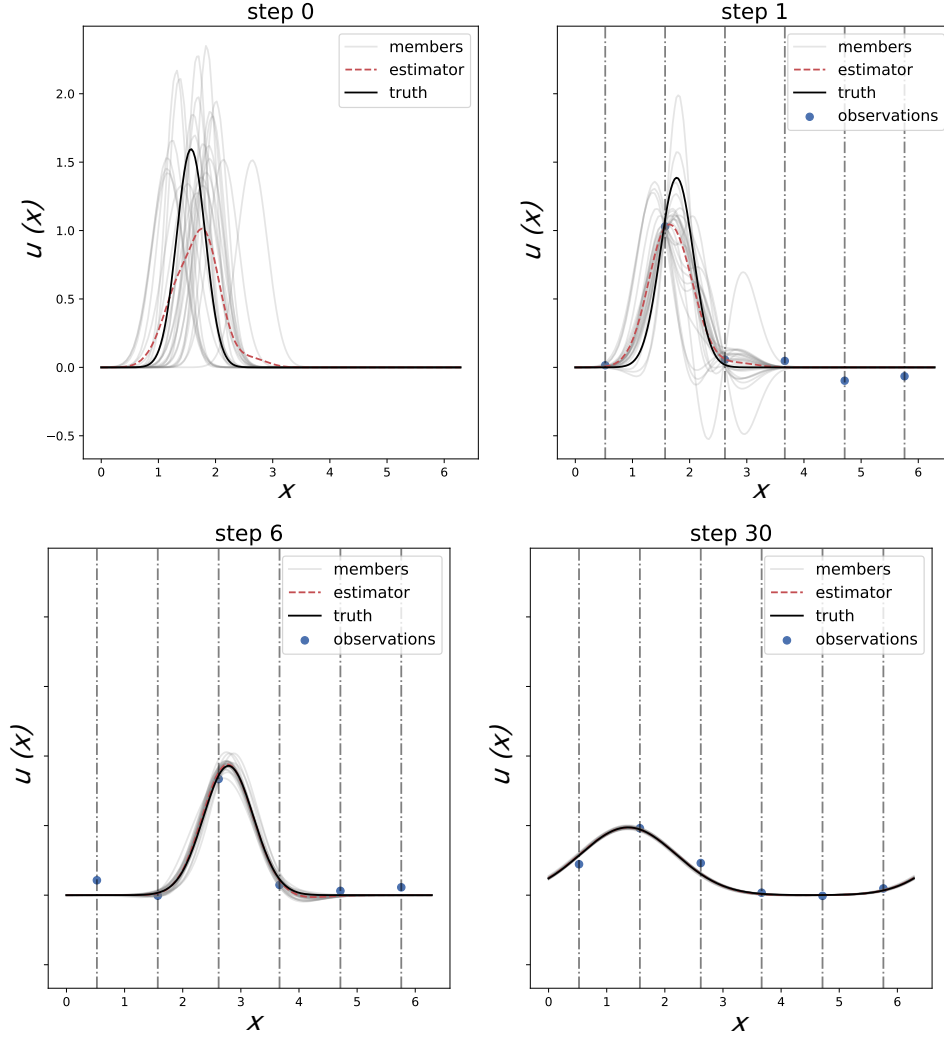 step 0
members
estimator
truth
2.0
1.5
1.0
0.5
0.0
−0.5
u (x)
0 1 2 3 4 5 6
x
step 1
members
estimator
truth
observations
u (x)
0 1 2 3 4 5 6
x
step 6
members
estimator
truth
observations
u (x)
0 1 2 3 4 5 6
x
step 30
members
estimator
truth
observations
u (x)
0 1 2 3 4 5 6
x